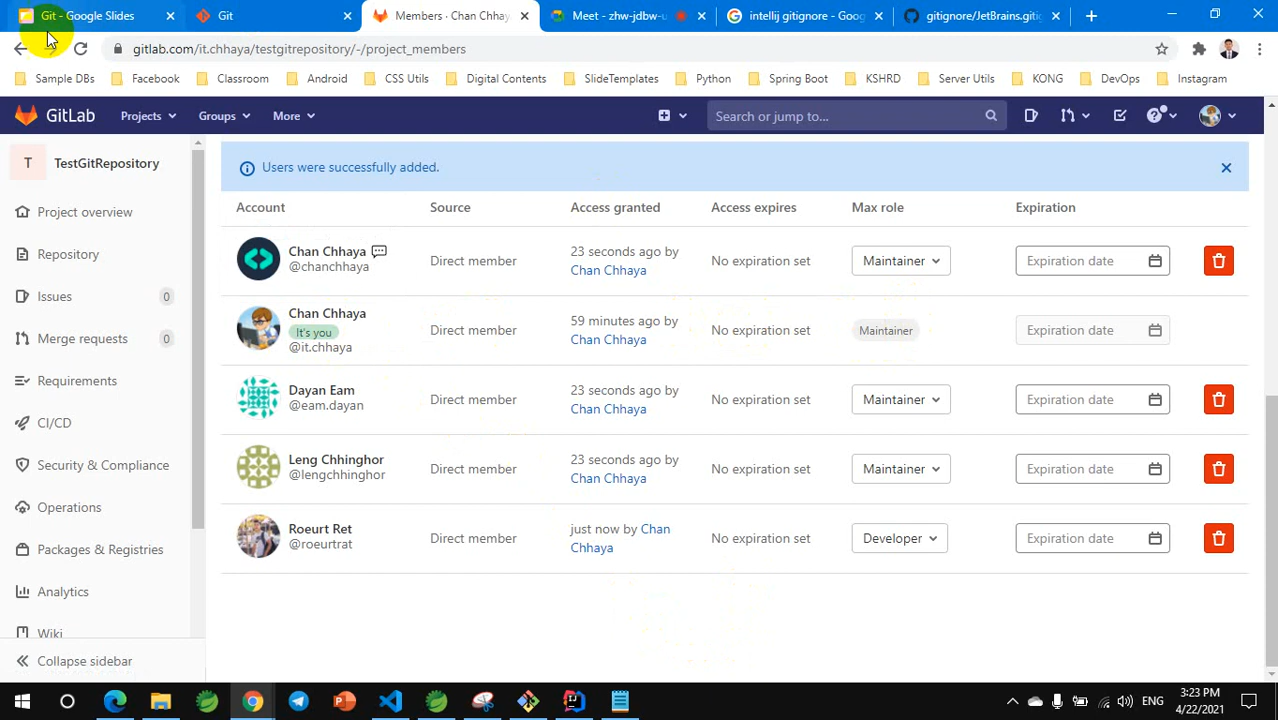 Git - Google Slides
Git
Members · Chan Chhay
Meet - zhw-jdbw-u
intellij gitignore - Goog
gitignore/JetBrains.giti
gitlab.com/it.chhaya/testgitrepository/-/project_members
Sample DBs
Facebook
Classroom
Android
CSS Utils
Digital Contents
SlideTemplates
Python
Spring Boot
KSHRD
Server Utils
KONG
DevOps
Instagram
GitLab
Projects
Groups
More
Search or jump to...
T
TestGitRepository
Project overview
Repository
Issues 0
Merge requests 0
Requirements
CI/CD
Security & Compliance
Operations
Packages & Registries
Analytics
Wiki
Collapse sidebar
Users were successfully added.
Account Source Access granted Access expires Max role Expiration
Chan Chhaya
@chanchhaya
Direct member
23 seconds ago by
Chan Chhaya
No expiration set
Maintainer
Expiration date
Chan Chhaya
It's you
@it.chhaya
Direct member
59 minutes ago by
Chan Chhaya
No expiration set
Maintainer
Expiration date
Dayan Eam
@eam.dayan
Direct member
23 seconds ago by
Chan Chhaya
No expiration set
Maintainer
Expiration date
Leng Chhinghor
@lengchhinghor
Direct member
23 seconds ago by
Chan Chhaya
No expiration set
Maintainer
Expiration date
Roeurt Ret
@roeurtrat
Direct member
just now by Chan
Chhaya
No expiration set
Developer
Expiration date
ENG
3:23 PM
4/22/2021